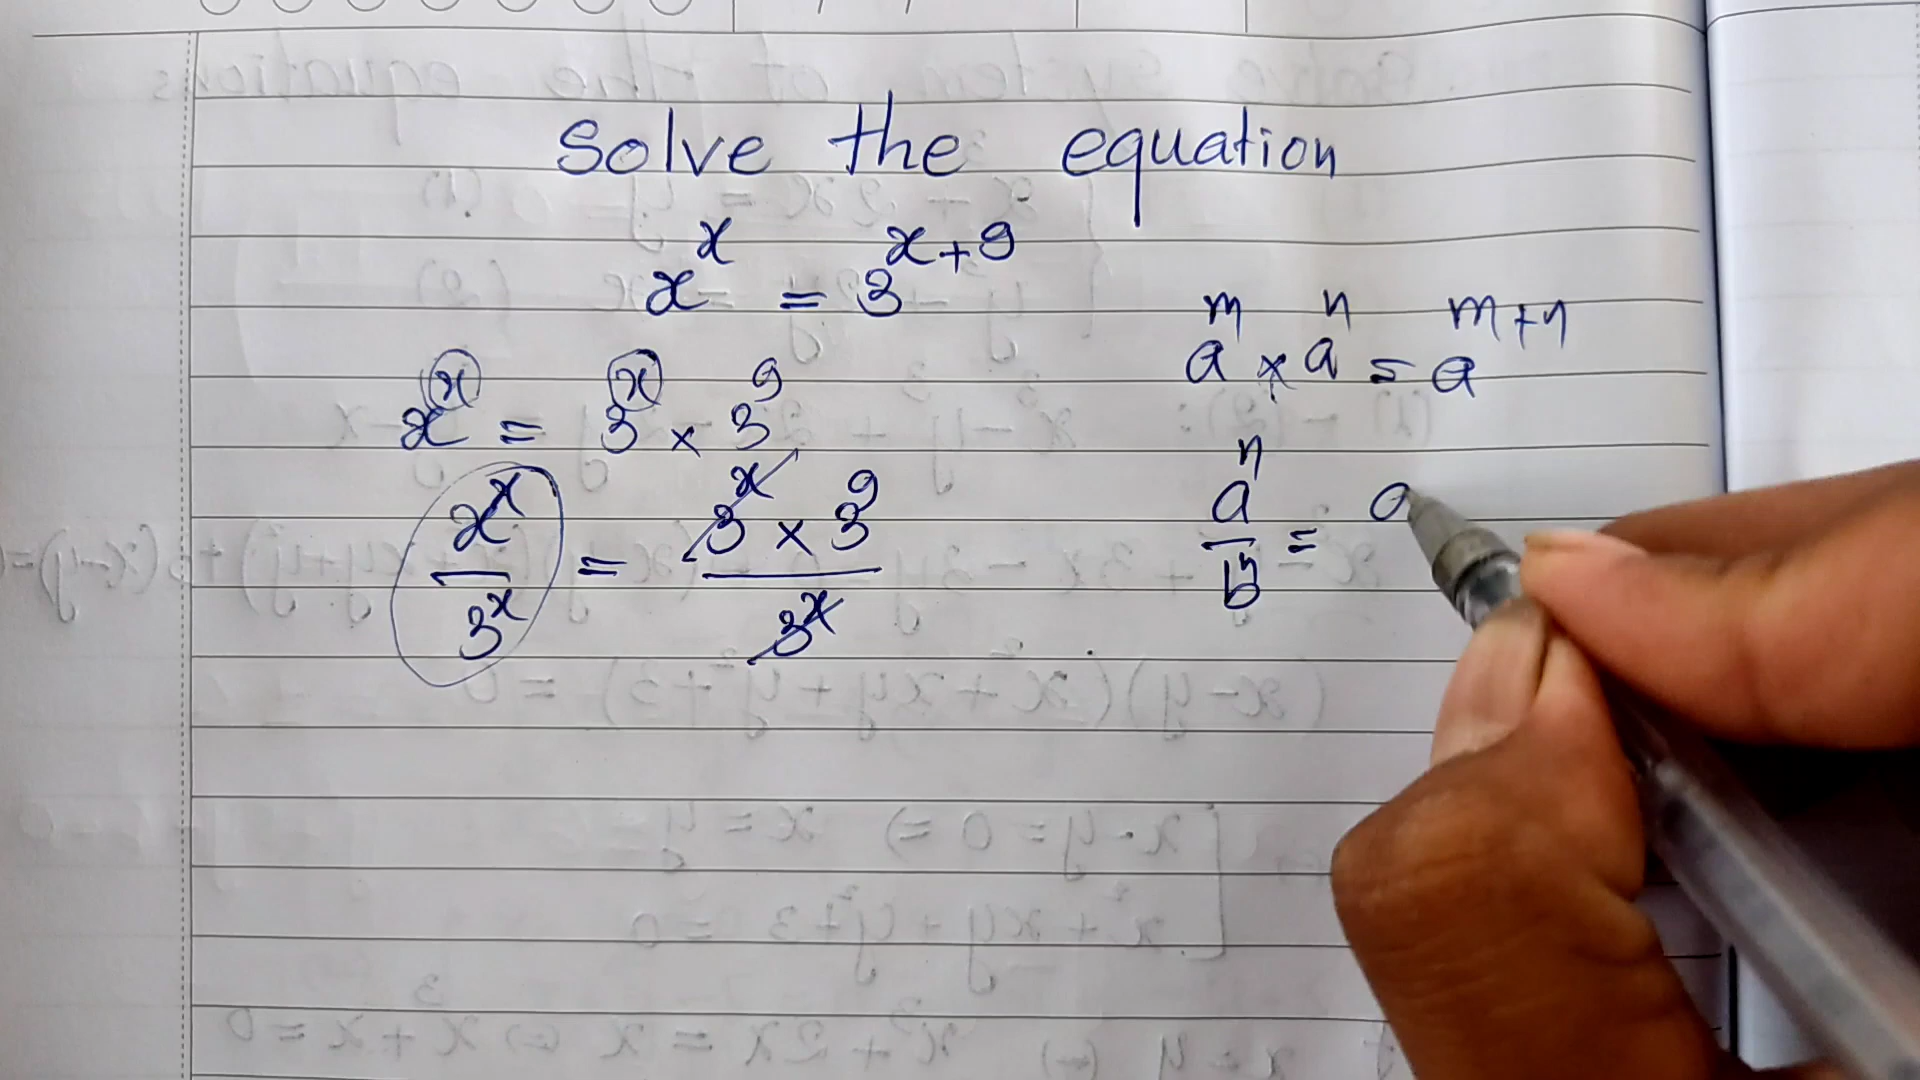 Solve the equation
x^x = 3^(x+9)
x^x = 3^x × 3^9
x^x / 3^x = 3^x × 3^9 / 3^x
a^m × a^n = a^(m+n)
a^n / b^n = a